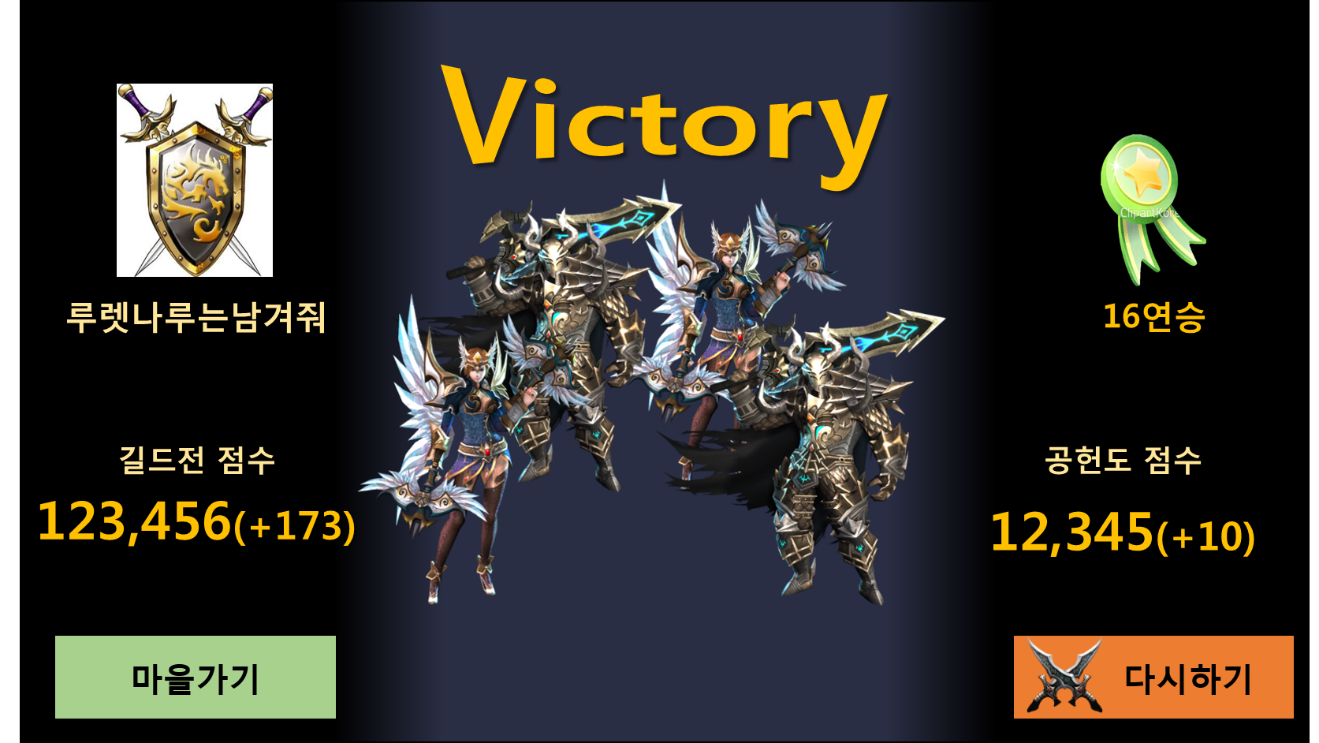 Victory
루렛나루는남겨줘
16연승
길드전 점수
123,456(+173)
공헌도 점수
12,345(+10)
마을가기
다시하기